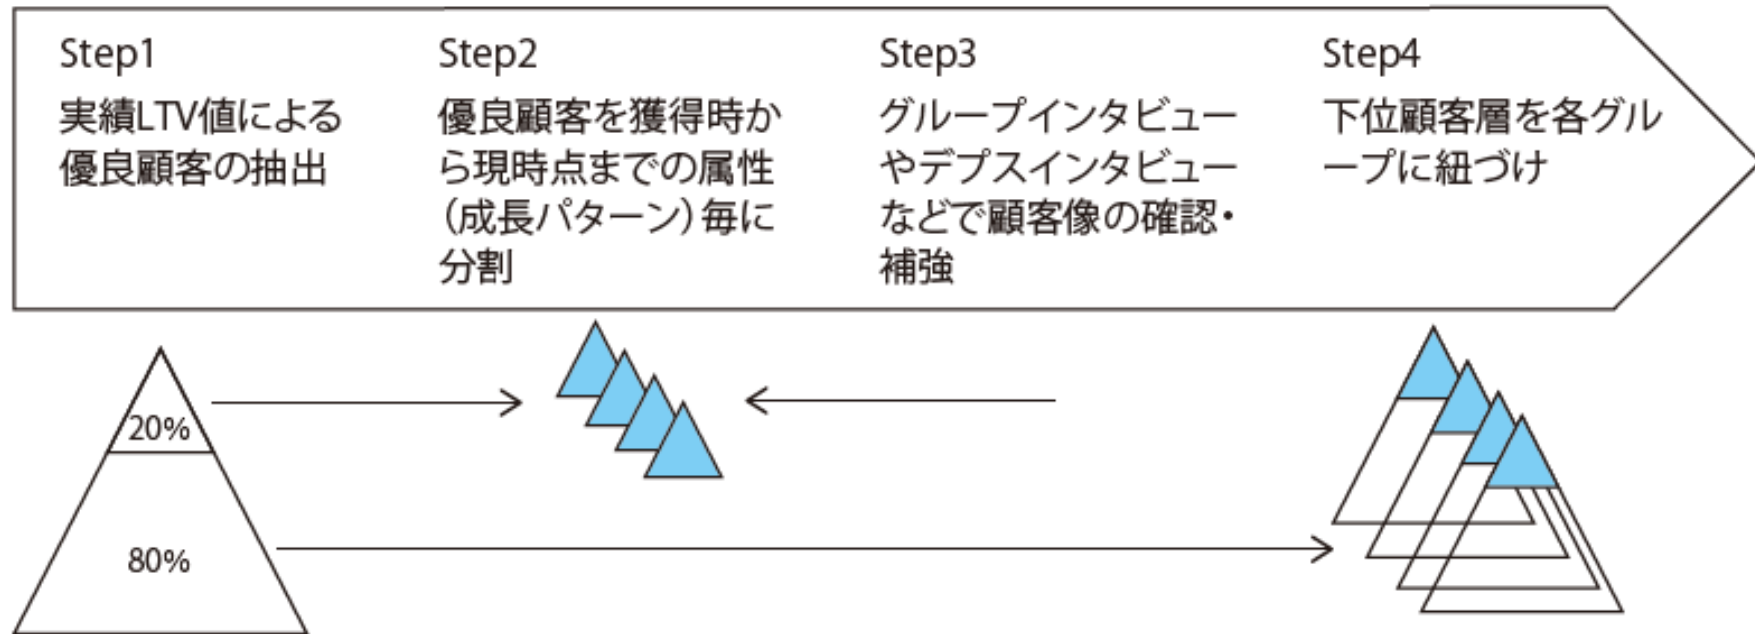 Step1
実績LTV値による
優良顧客の抽出
Step2
優良顧客を獲得時か
ら現時点までの属性
（成長パターン）毎に
分割
Step3
グループインタビュー
やデプスインタビュー
などで顧客像の確認・
補強
Step4
下位顧客層を各グル
ープに紐づけ
20%
80%